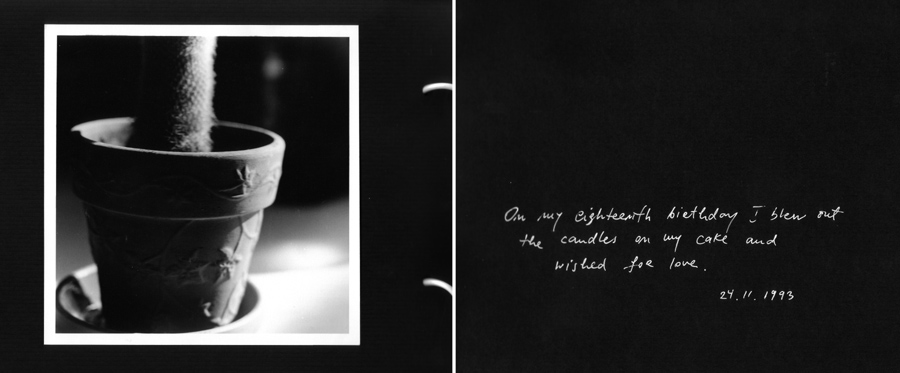 On my eighteenth birthday I blew out
the candles on my cake and
wished for love.
24.11.1993